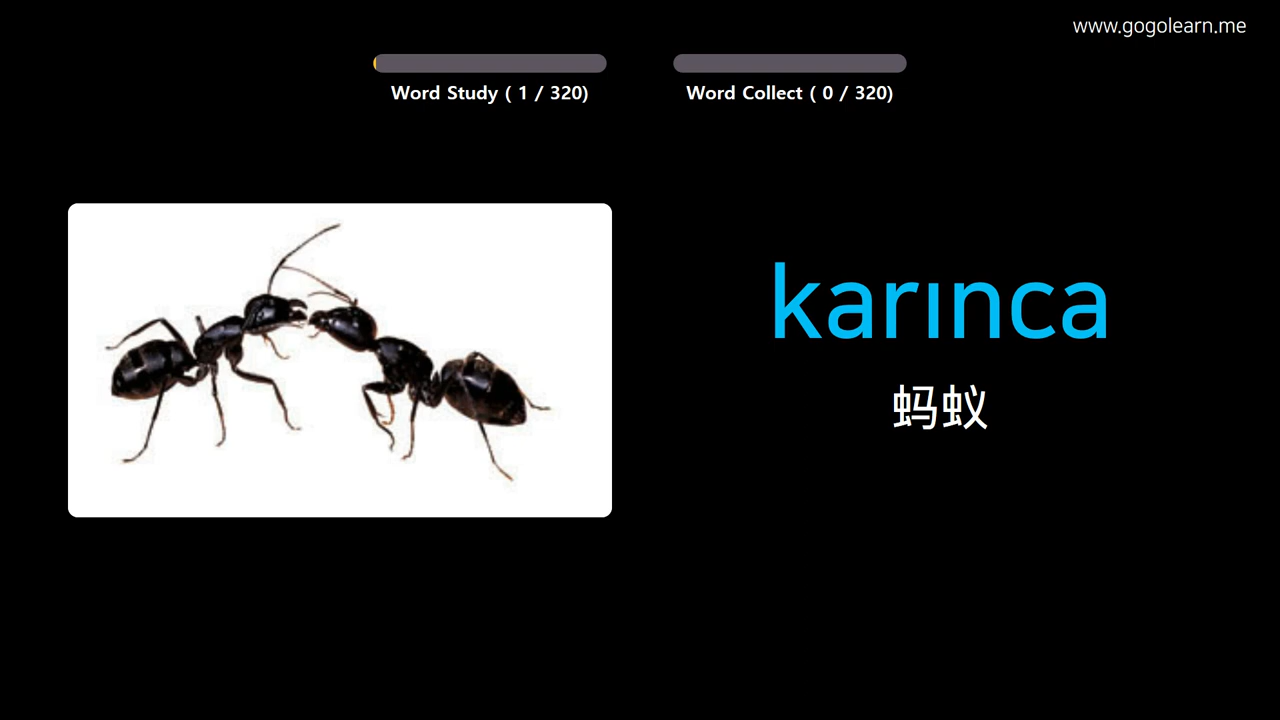 www.gogolearn.me
Word Study ( 1 / 320)
Word Collect ( 0 / 320)
karınca
蚂蚁